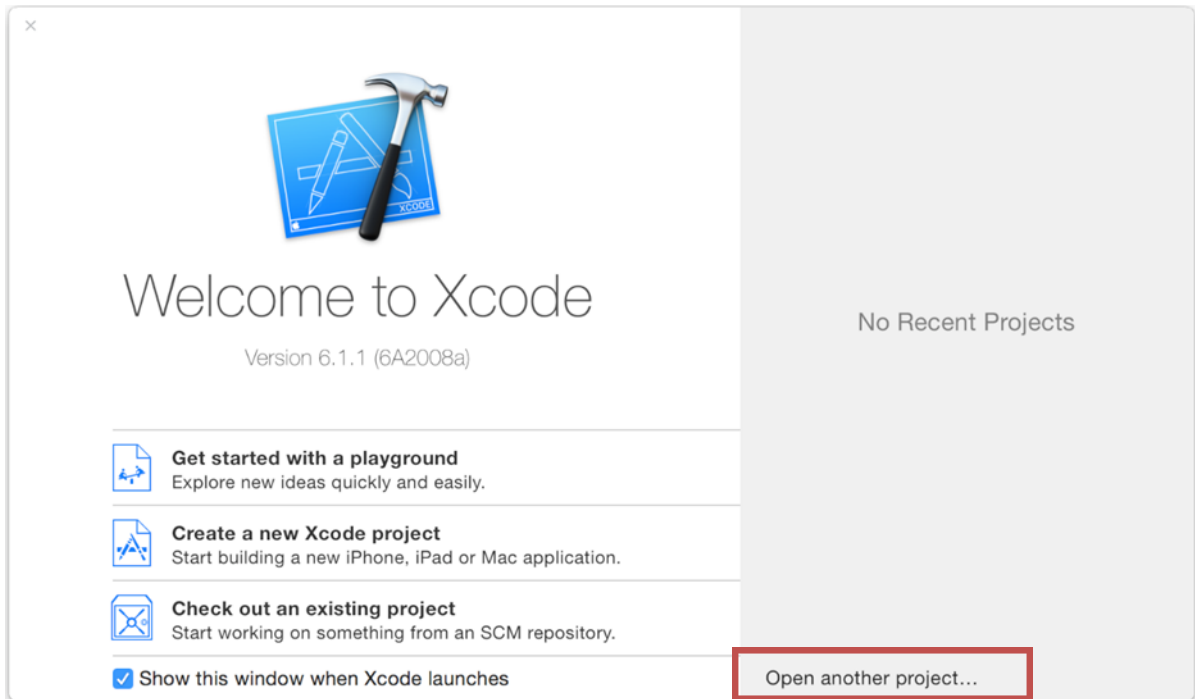 XCODE
Welcome to Xcode
Version 6.1.1 (6A2008a)
Get started with a playground
Explore new ideas quickly and easily.
Create a new Xcode project
Start building a new iPhone, iPad or Mac application.
Check out an existing project
Start working on something from an SCM repository.
Show this window when Xcode launches
No Recent Projects
Open another project...